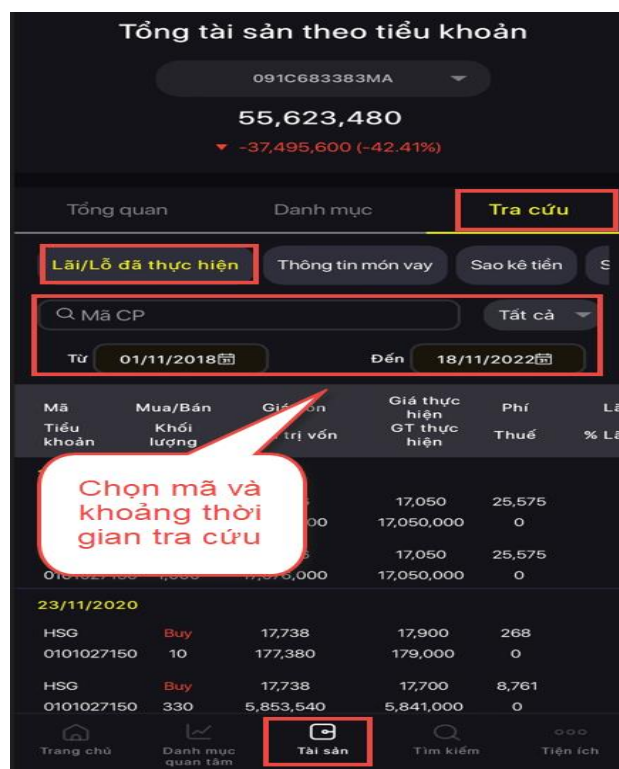 Tổng tài sản theo tiểu khoản
091C683383MA
55,623,480
-37,495,600 (-42.41%)
Tổng quan Danh mục Tra cứu
Lãi/Lỗ đã thực hiện Thông tin món vay Sao kê tiền S
Mã CP Tất cả
Từ 01/11/2018 Đến 18/11/2022
Mã Mua/Bán Giá thực hiện Phí
Tiểu khoản Khối lượng trị vốn GT thực hiện Thuế
Chọn mã và khoảng thời gian tra cứu
17,050 25,575
17,050,000 0
17,050 25,575
17,050,000 0
23/11/2020
HSG Buy 17,738 17,900 268
0101027150 10 177,380 179,000 0
HSG Buy 17,738 17,700 8,761
0101027150 330 5,853,540 5,841,000 0
Trang chủ Danh mục quan tâm Tài sản Tìm kiếm Tiện ích